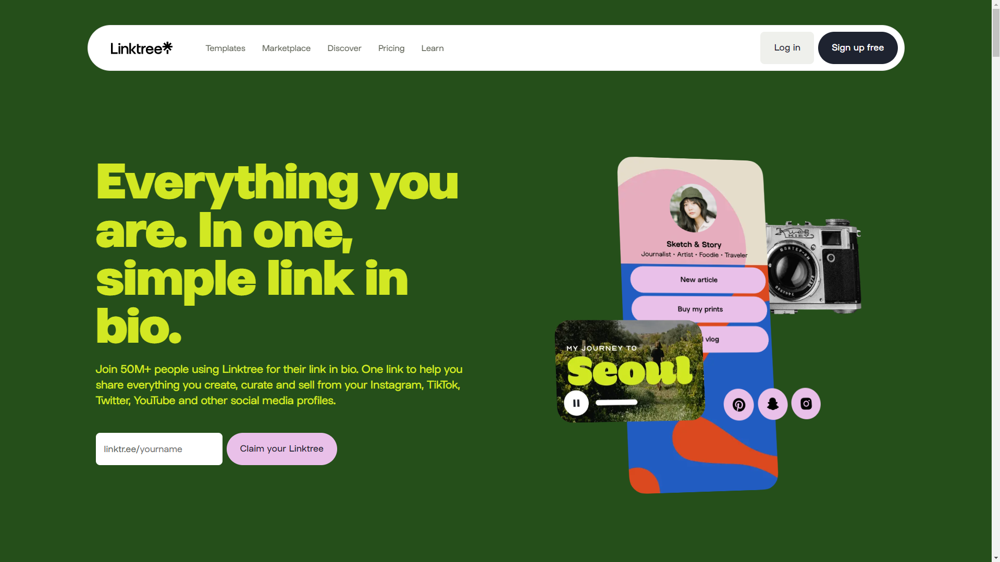 Linktree
Templates
Marketplace
Discover
Pricing
Learn
Log in
Sign up free
Everything you
are. In one,
simple link in
bio.
Join 50M+ people using Linktree for their link in bio. One link to help you
share everything you create, curate and sell from your Instagram, TikTok,
Twitter, YouTube and other social media profiles.
linktr.ee/yourname
Claim your Linktree
Sketch & Story
Journalist • Artist • Foodie • Traveler
New article
Buy my prints
vlog
MY JOURNEY TO
Seoul
KIEV